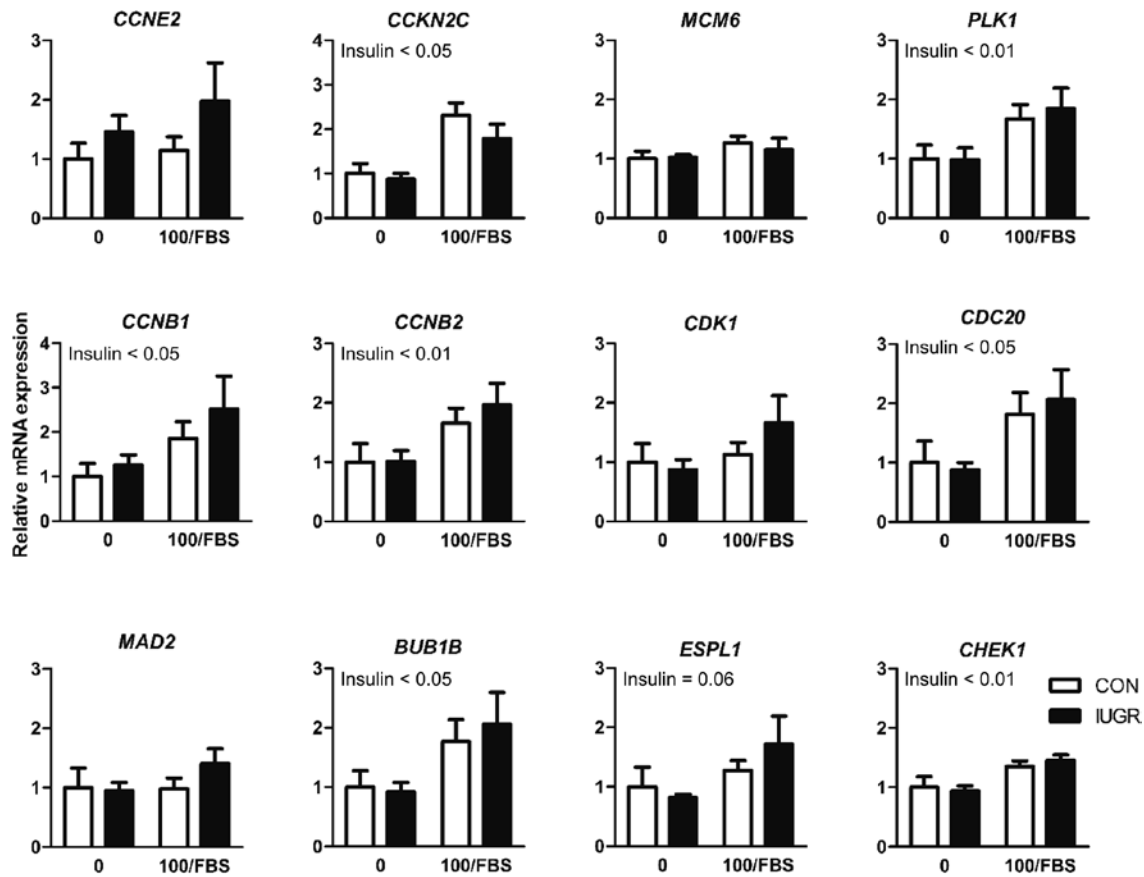 CCNE2
CCKN2C
MCM6
PLK1
3
2
1
0
0 100/FBS
Insulin < 0.05
4
3
2
1
0
0 100/FBS
3
2
1
0
0 100/FBS
Insulin < 0.01
3
2
1
0
0 100/FBS
Relative mRNA expression
CCNB1
CCNB2
CDK1
CDC20
Insulin < 0.05
4
3
2
1
0
0 100/FBS
Insulin < 0.01
3
2
1
0
0 100/FBS
3
2
1
0
0 100/FBS
Insulin < 0.05
3
2
1
0
0 100/FBS
MAD2
BUB1B
ESPL1
CHEK1
3
2
1
0
0 100/FBS
Insulin < 0.05
3
2
1
0
0 100/FBS
Insulin = 0.06
3
2
1
0
0 100/FBS
Insulin < 0.01
3
2
1
0
0 100/FBS
CON
IUGR